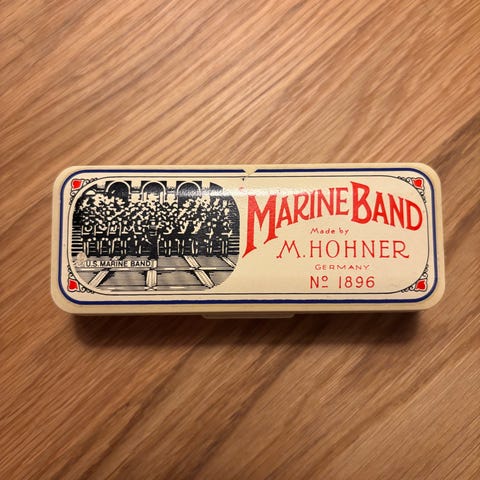 U.S. MARINE BAND
MARINE BAND
Made by
M. HOHNER
GERMANY
Nº 1896